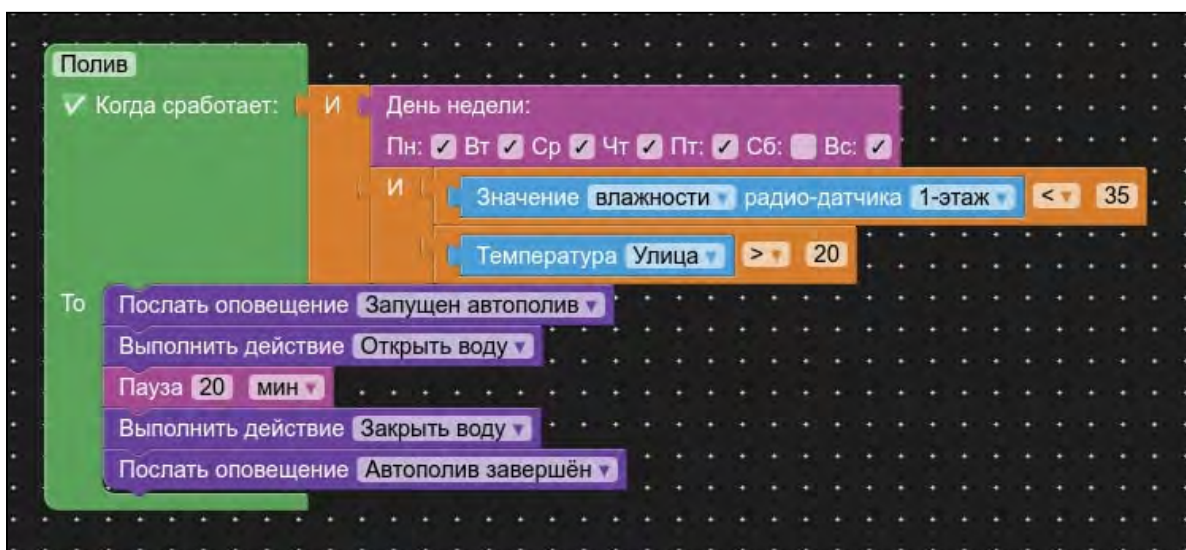 Полив
Когда сработает: И День недели:
Пн: Вт Ср Чт Пт: Сб: Вс:
И Значение влажности радио-датчика 1-этаж < 35
Температура Улица > 20
То Послать оповещение Запущен автополив
Выполнить действие Открыть воду
Пауза 20 мин
Выполнить действие Закрыть воду
Послать оповещение Автополив завершён